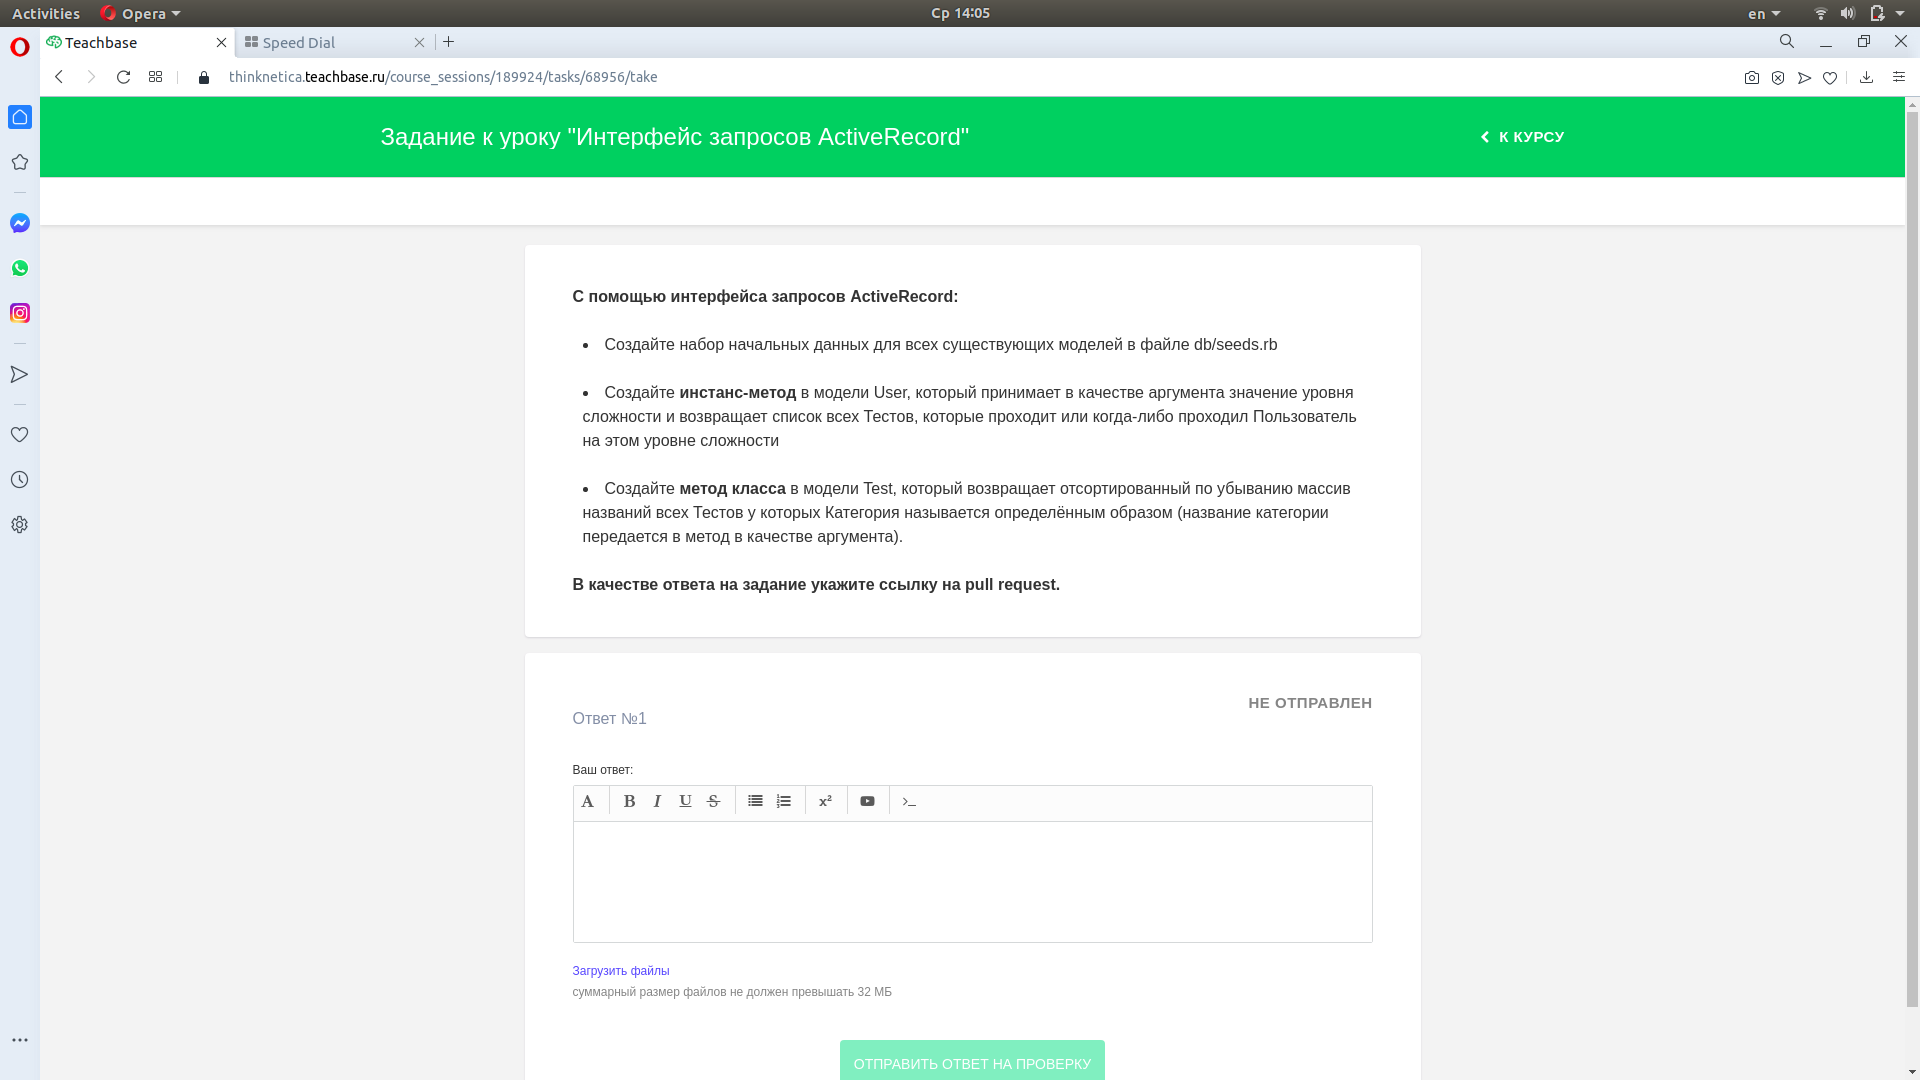 Activities Opera Ср 14:05 en
Teachbase Speed Dial
thinknetica.teachbase.ru/course_sessions/189924/tasks/68956/take
Задание к уроку "Интерфейс запросов ActiveRecord" К КУРСУ
С помощью интерфейса запросов ActiveRecord:
• Создайте набор начальных данных для всех существующих моделей в файле db/seeds.rb
• Создайте инстанс-метод в модели User, который принимает в качестве аргумента значение уровня
сложности и возвращает список всех Тестов, которые проходит или когда-либо проходил Пользователь
на этом уровне сложности
• Создайте метод класса в модели Test, который возвращает отсортированный по убыванию массив
названий всех Тестов у которых Категория называется определённым образом (название категории
передается в метод в качестве аргумента).
В качестве ответа на задание укажите ссылку на pull request.
НЕ ОТПРАВЛЕН
Ответ №1
Ваш ответ:
A B I U S x²
Загрузить файлы
суммарный размер файлов не должен превышать 32 МБ
ОТПРАВИТЬ ОТВЕТ НА ПРОВЕРКУ